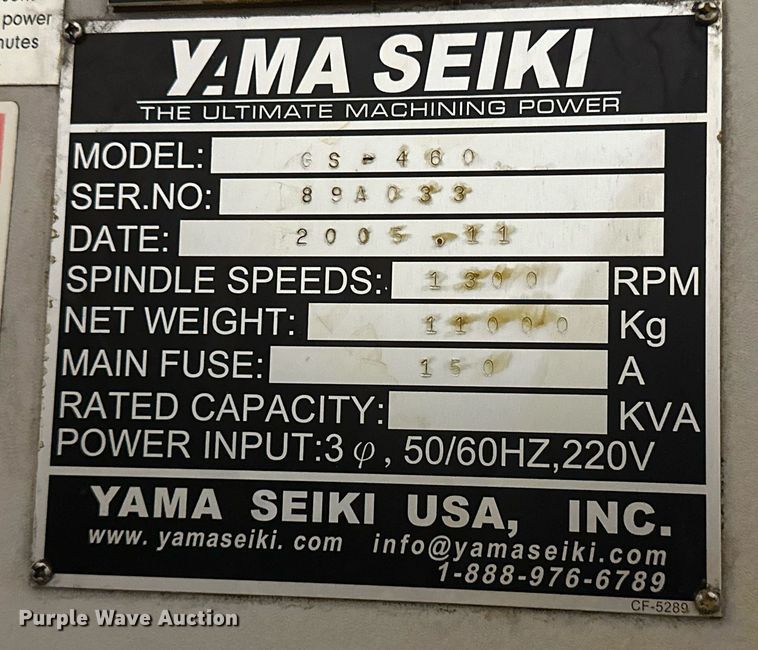 power
nutes
YAMA SEIKI
THE ULTIMATE MACHINING POWER
MODEL: GS-460
SER.NO: 89A033
DATE: 2005.11
SPINDLE SPEEDS: 1300 RPM
NET WEIGHT: 11000 Kg
MAIN FUSE: 150 A
RATED CAPACITY: KVA
POWER INPUT:3 φ, 50/60HZ,220V
YAMA SEIKI USA, INC.
www. yamaseiki. com info@yamaseiki.com
1-888-976-6789
CF-5289
Purple Wave Auction